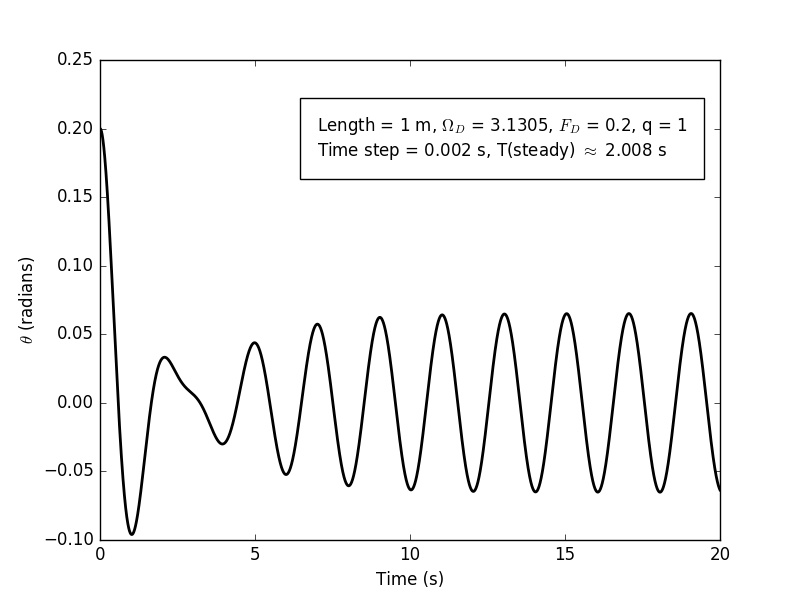 0.25
0.20
0.15
0.10
0.05
0.00
−0.05
−0.10
Length = 1 m, Ω_D = 3.1305, F_D = 0.2, q = 1
Time step = 0.002 s, T(steady) ≈ 2.008 s
θ (radians)
0 5 10 15 20
Time (s)